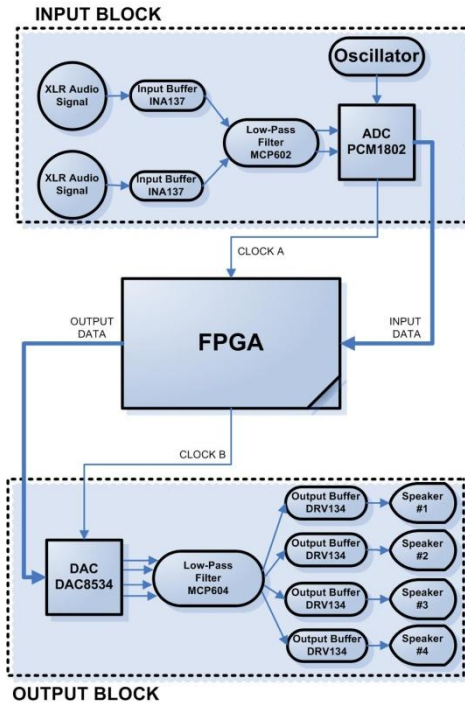 INPUT BLOCK
Oscillator
XLR Audio
Signal
Input Buffer
INA137
Low-Pass
Filter
MCP602
ADC
PCM1802
XLR Audio
Signal
Input Buffer
INA137
CLOCK A
OUTPUT
DATA
FPGA
INPUT
DATA
CLOCK B
DAC
DAC8534
Low-Pass
Filter
MCP604
Output Buffer
DRV134
Speaker
#1
Output Buffer
DRV134
Speaker
#2
Output Buffer
DRV134
Speaker
#3
Output Buffer
DRV134
Speaker
#4
OUTPUT BLOCK